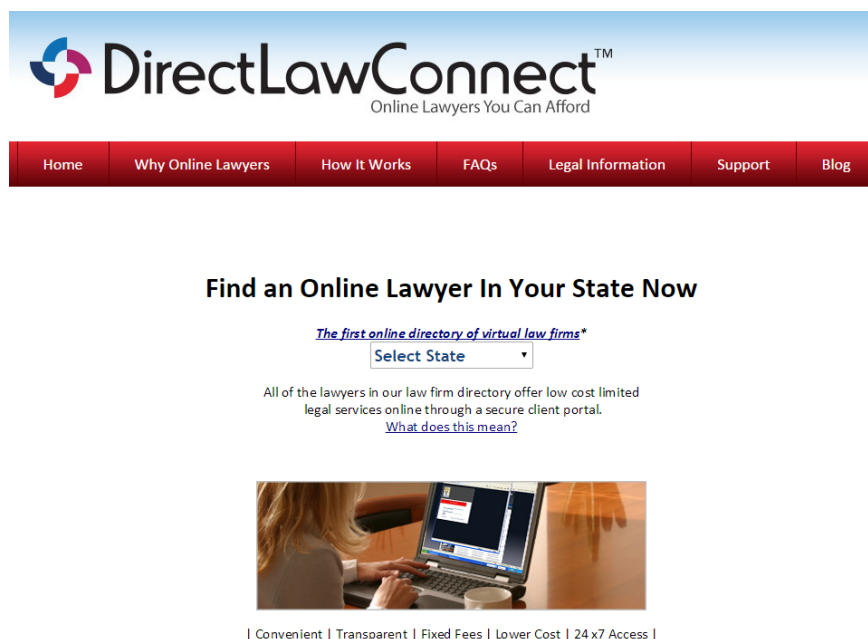 DirectLawConnect™
Online Lawyers You Can Afford
Home Why Online Lawyers How It Works FAQs Legal Information Support Blog
Find an Online Lawyer In Your State Now
The first online directory of virtual law firms*
Select State
All of the lawyers in our law firm directory offer low cost limited
legal services online through a secure client portal.
What does this mean?
| Convenient | Transparent | Fixed Fees | Lower Cost | 24 x7 Access |